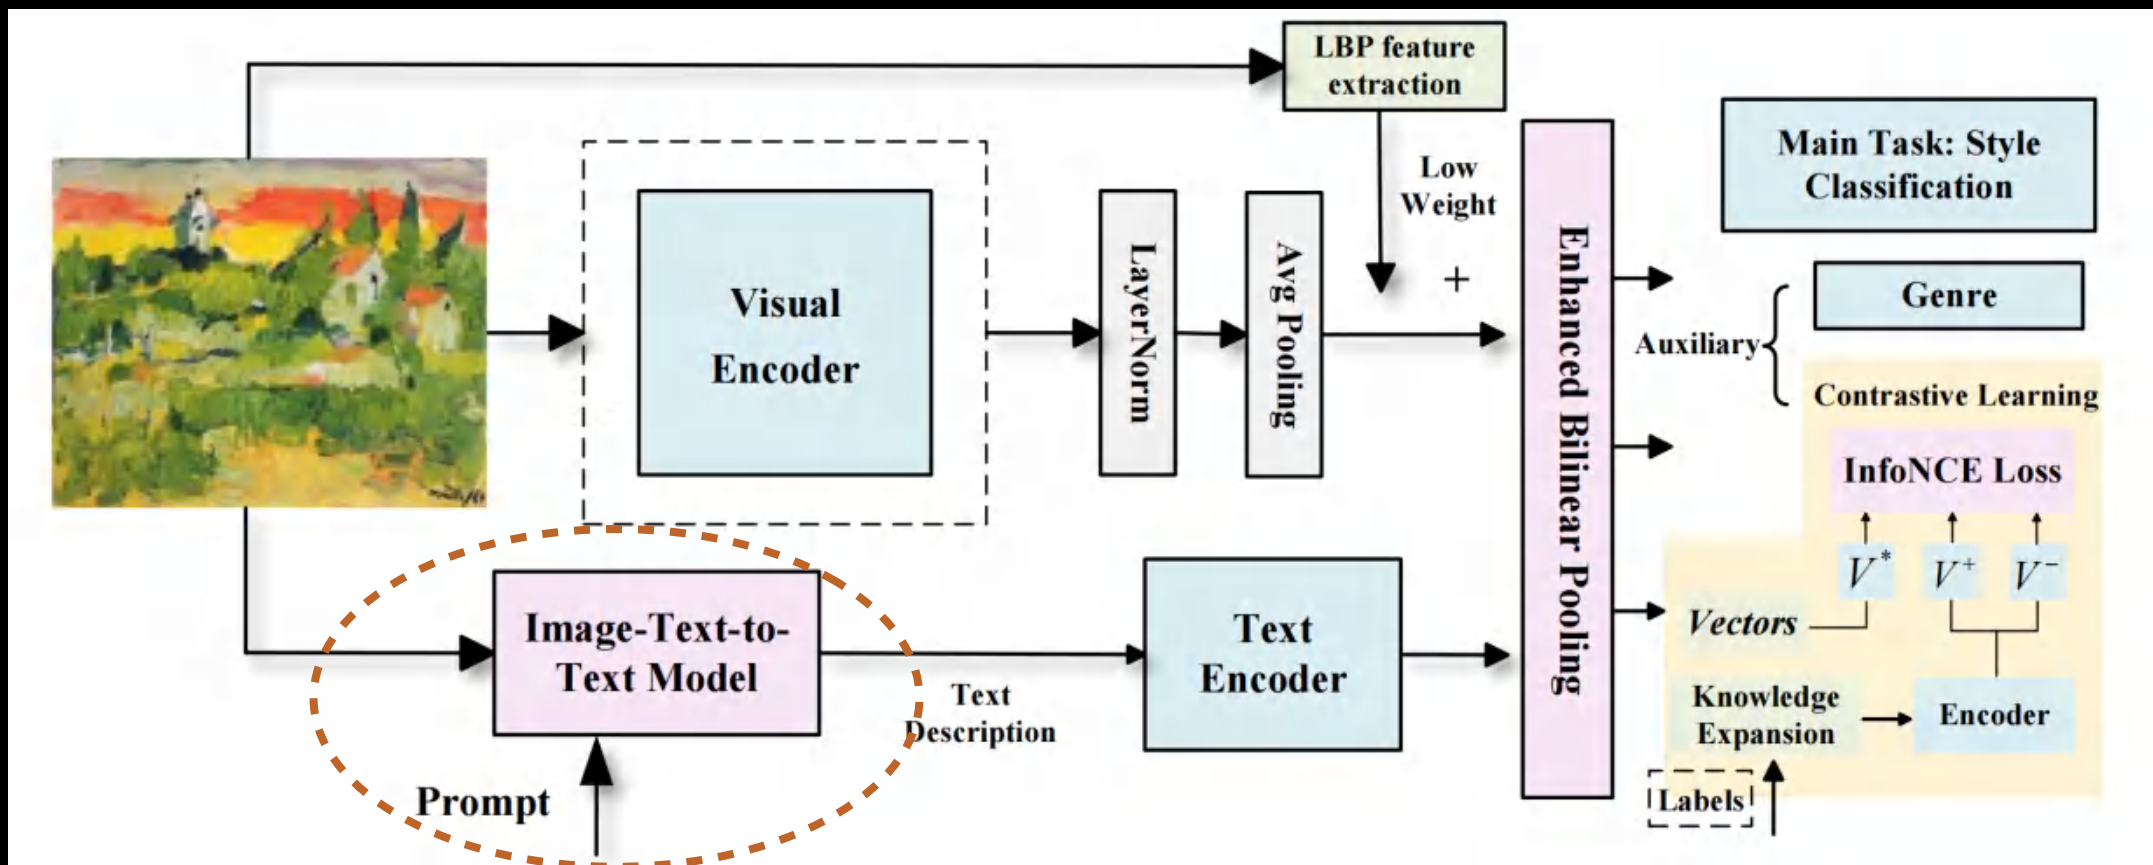 LBP feature
extraction
Low
Weight
+
Visual
Encoder
LayerNorm
Avg Pooling
Enhanced Bilinear Pooling
Main Task: Style
Classification
Genre
Auxiliary
Contrastive Learning
InfoNCE Loss
V* V+ V−
Vectors
Knowledge
Expansion
Encoder
Labels
Image-Text-to-
Text Model
Text
Description
Text
Encoder
Prompt